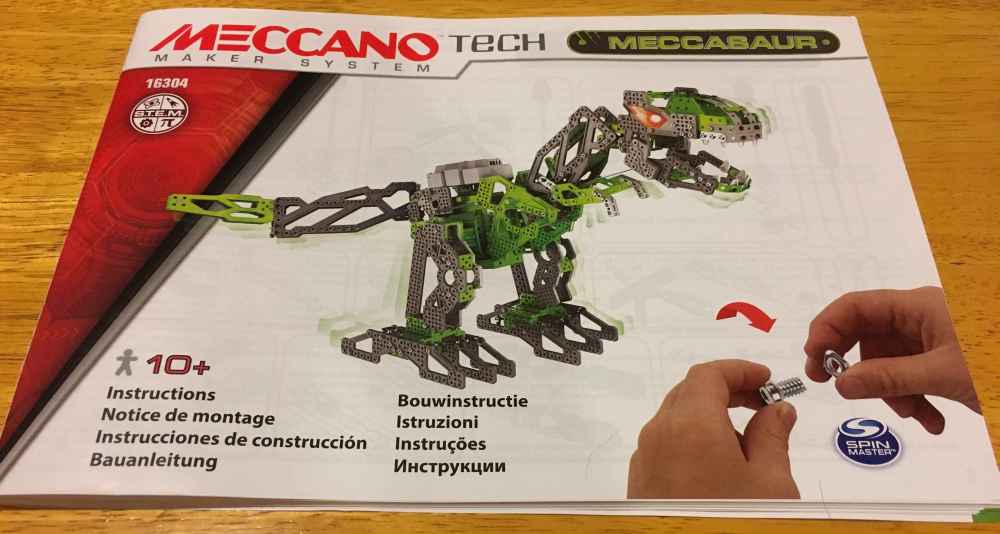 MECCANO TECH
MAKER SYSTEM
MECCASAUR
16304
S.T.E.M.
π
10+
Instructions
Notice de montage
Instrucciones de construcción
Bauanleitung
Bouwinstructie
Istruzioni
Instruções
Инструкции
SPIN
MASTER™